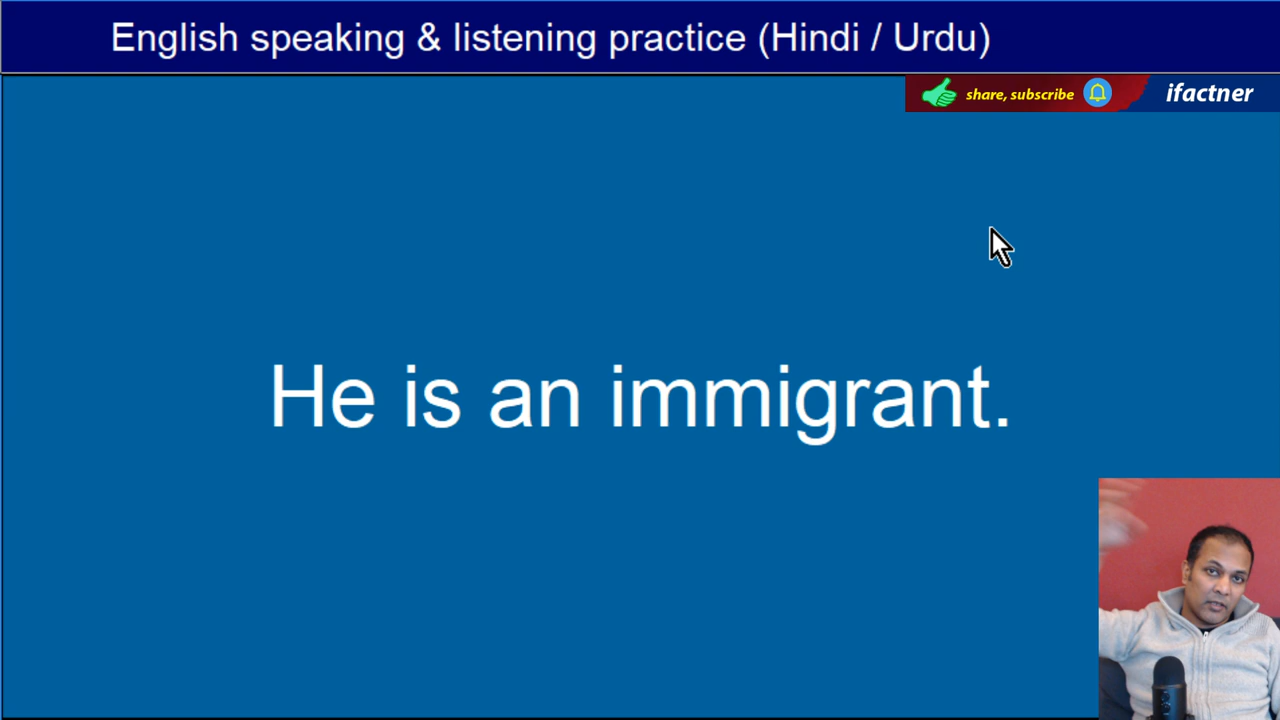 English speaking & listening practice (Hindi / Urdu)
share, subscribe
ifactner
He is an immigrant.